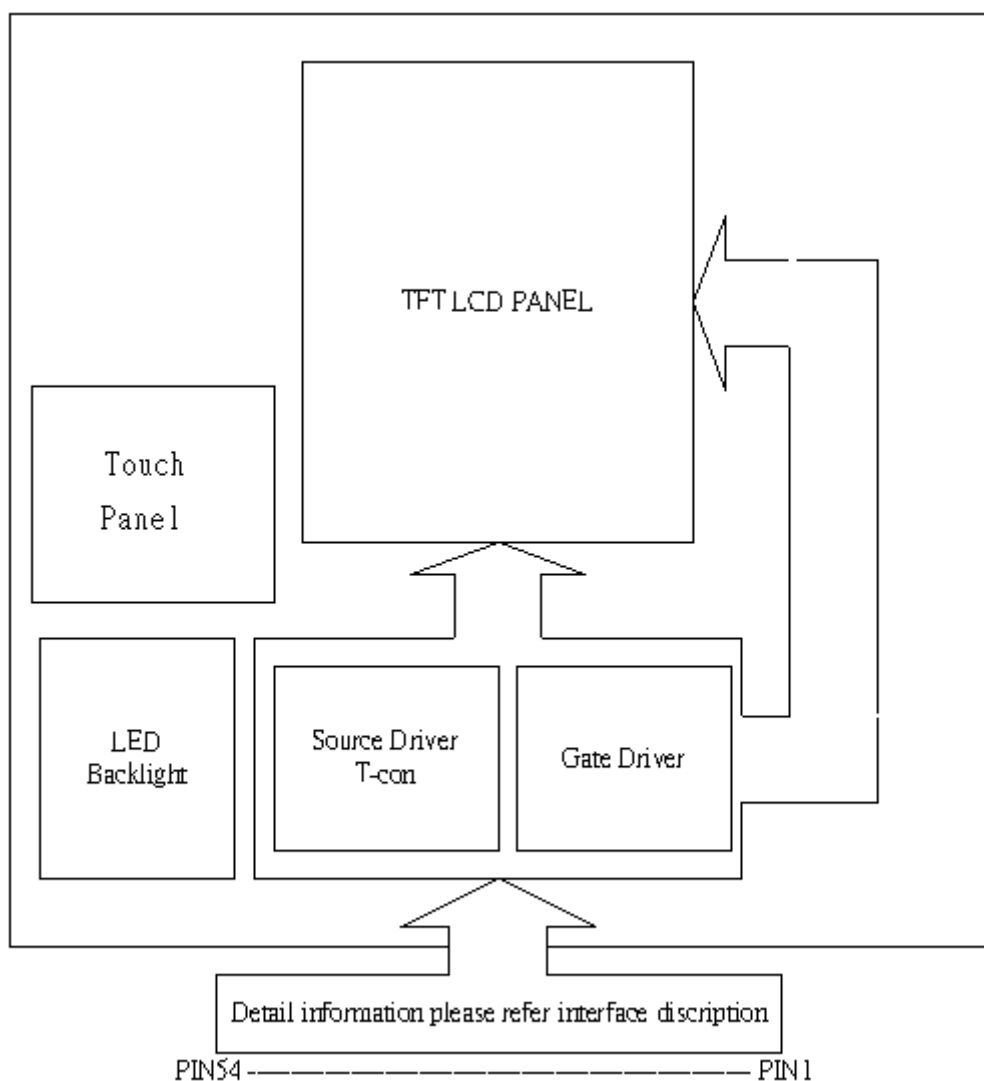 TFT LCD PANEL
Touch
Panel
LED
Backlight
Source Driver
T-con
Gate Driver
Detail information please refer interface discription
PIN54 ---------------------- PIN1